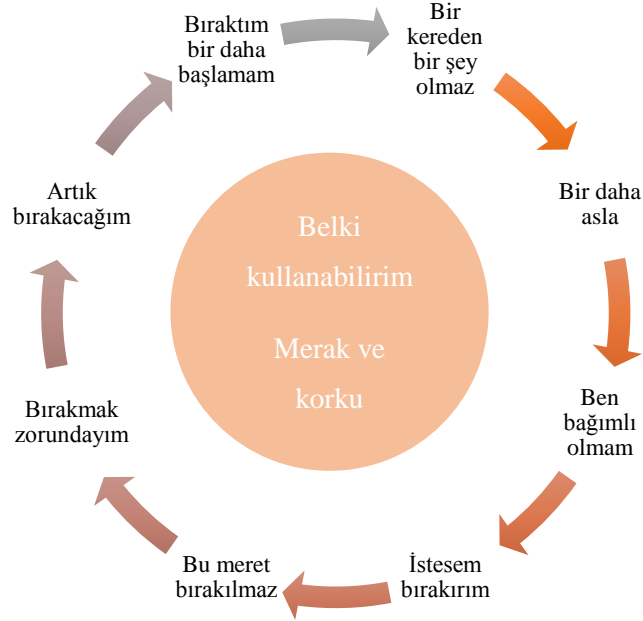 Bir
kereden
bir şey
olmaz
Bir daha
asla
Ben
bağımlı
olmam
İstesem
bırakırım
Bu meret
bırakılmaz
Bırakmak
zorundayım
Artık
bırakacağım
Bıraktım
bir daha
başlamam
Belki
kullanabilirim
Merak ve
korku